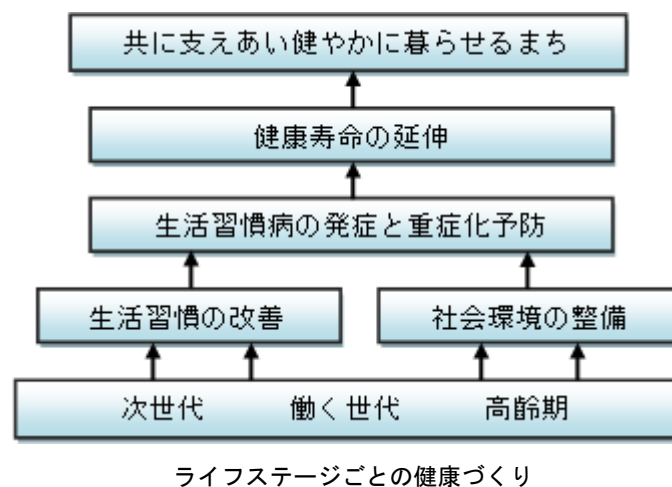 共に支えあい健やかに暮らせるまち
健康寿命の延伸
生活習慣病の発症と重症化予防
生活習慣の改善
社会環境の整備
次世代 働く世代 高齢期
ライフステージごとの健康づくり